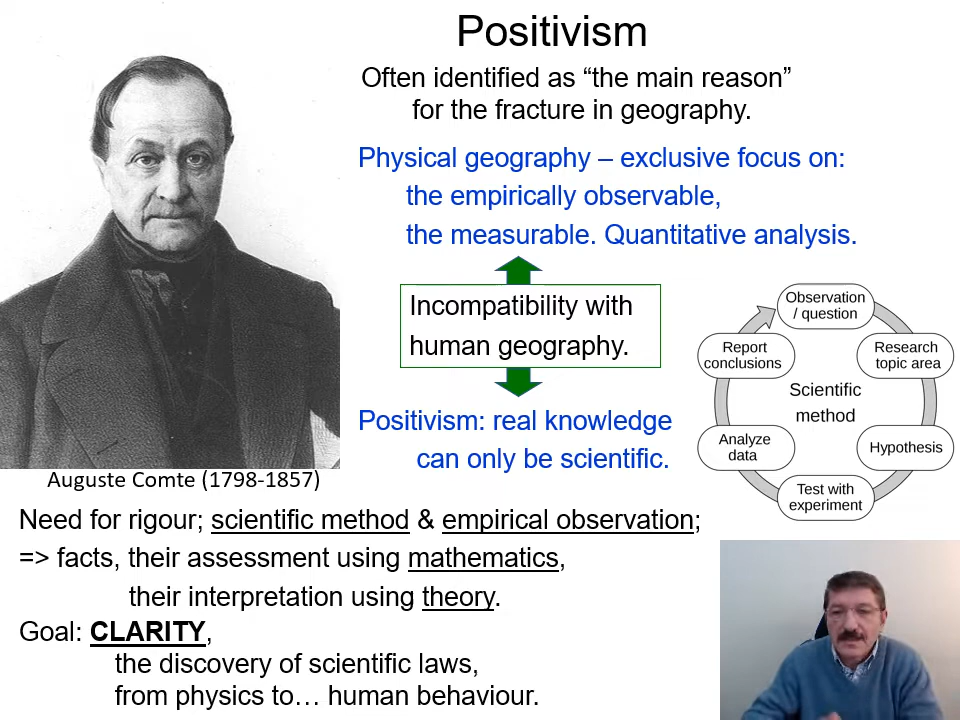 Positivism
Often identified as “the main reason”
for the fracture in geography.
Physical geography – exclusive focus on:
the empirically observable,
the measurable. Quantitative analysis.
Incompatibility with
human geography.
Positivism: real knowledge
can only be scientific.
Observation
/ question
Research
topic area
Hypothesis
Test with
experiment
Analyze
data
Report
conclusions
Scientific
method
Auguste Comte (1798-1857)
Need for rigour; scientific method & empirical observation;
=> facts, their assessment using mathematics,
their interpretation using theory.
Goal: CLARITY,
the discovery of scientific laws,
from physics to… human behaviour.